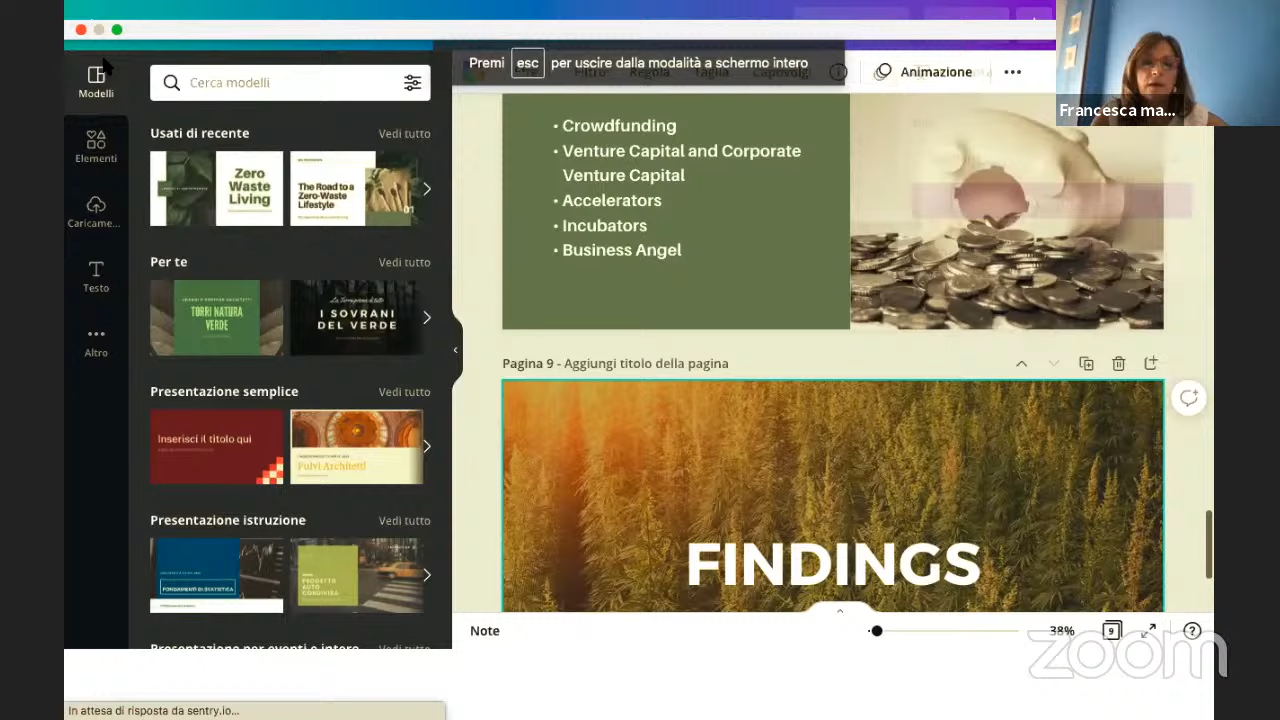 Premi esc per uscire dalla modalità a schermo intero
Animazione
Francesca ma...
Modelli
Elementi
Caricame...
Testo
Altro
Cerca modelli
Usati di recente
Vedi tutto
Zero
Waste
Living
The Road to a
Zero-Waste
Lifestyle
01
Per te
Vedi tutto
TORRI NATURA
VERDE
I SOVRANI
DEL VERDE
Presentazione semplice
Vedi tutto
Inserisci il titolo qui
Fulvi Architetti
Presentazione istruzione
Vedi tutto
FONDAMENTI DI STATISTICA
PROGETTO
AUTO
CONDIVISA
• Crowdfunding
• Venture Capital and Corporate
Venture Capital
• Accelerators
• Incubators
• Business Angel
Pagina 9 - Aggiungi titolo della pagina
FINDINGS
Note
38%
9
zoom
In attesa di risposta da sentry.io...